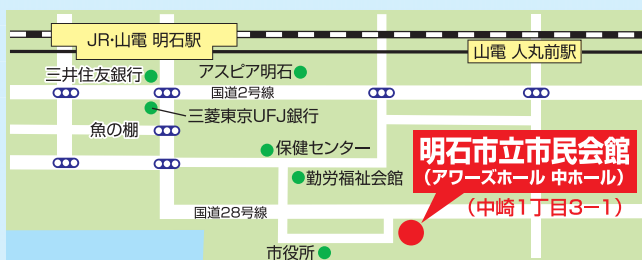 JR・山電 明石駅
山電 人丸前駅
三井住友銀行
アスピア明石
国道2号線
三菱東京UFJ銀行
魚の棚
保健センター
明石市立市民会館
(アワーズホール 中ホール)
勤労福祉会館
(中崎1丁目3−1)
国道28号線
市役所